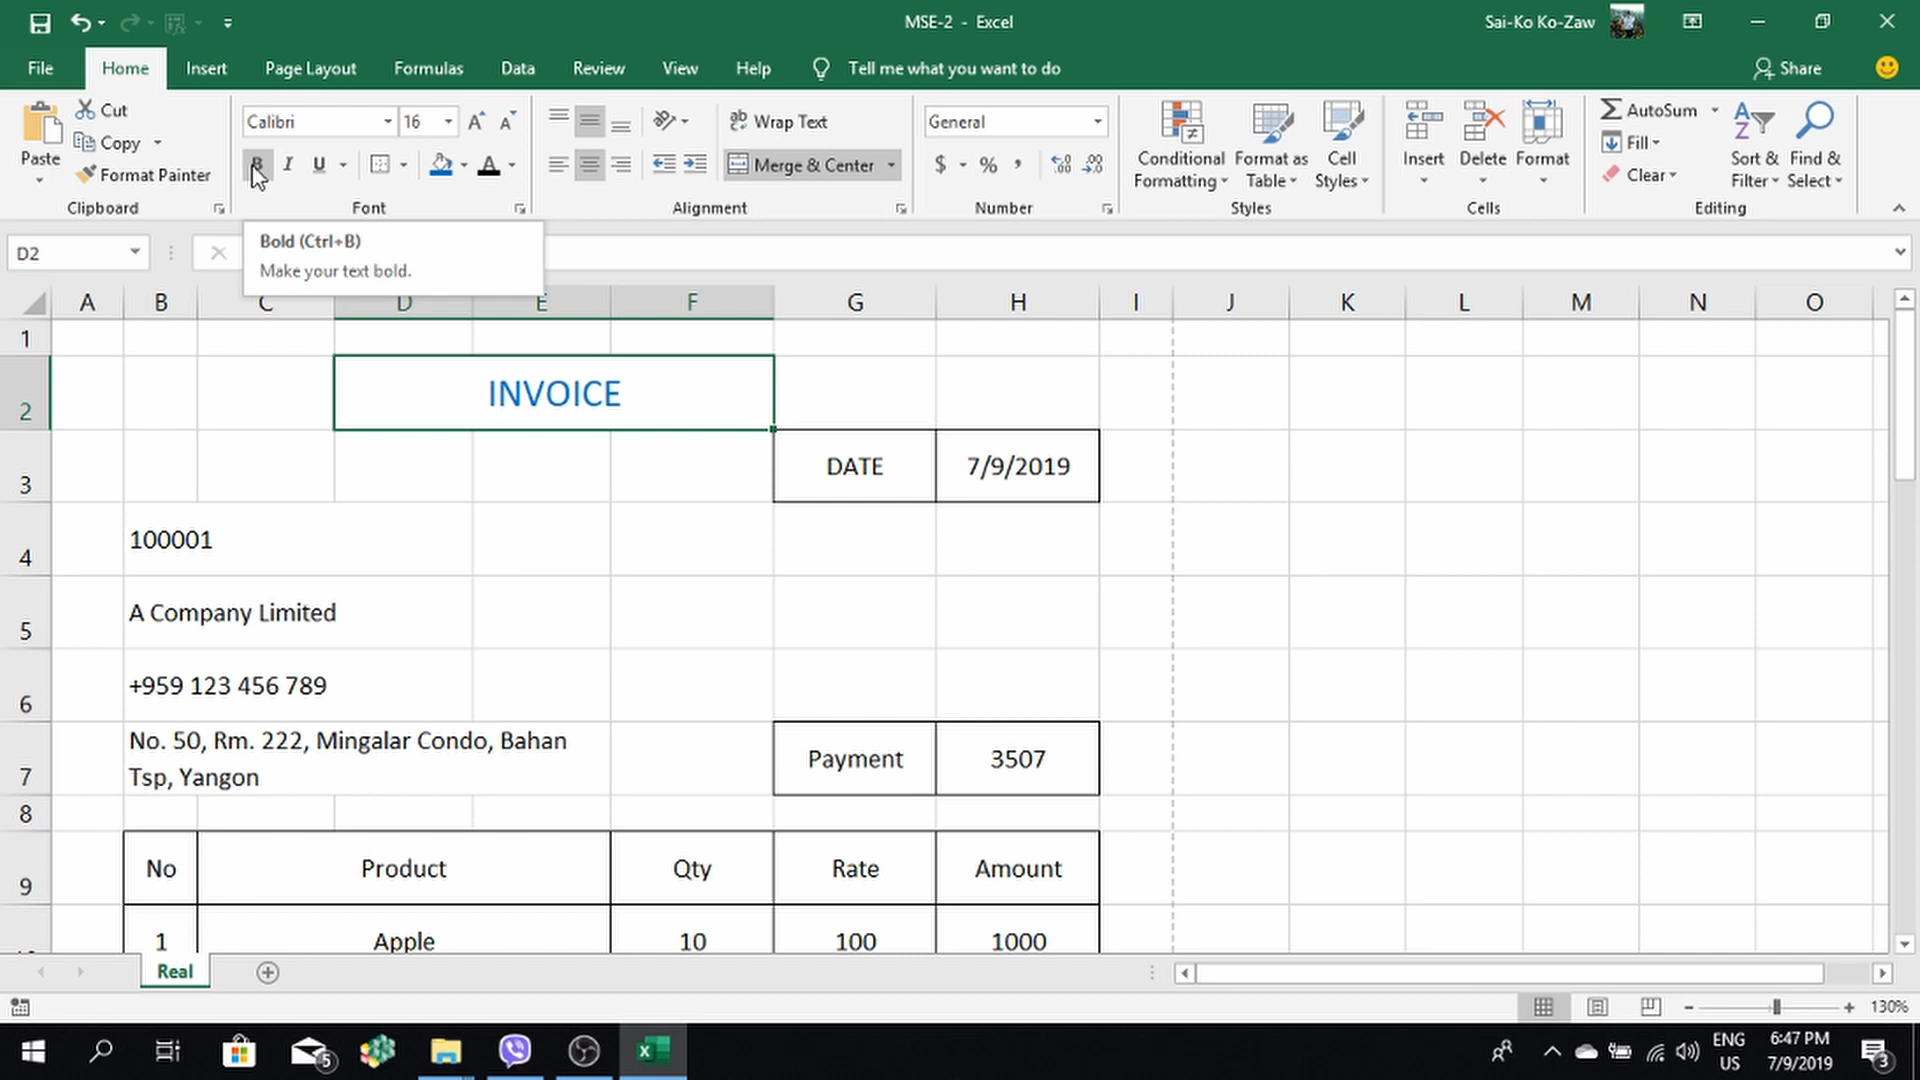 MSE-2 - Excel
Sai-Ko Ko-Zaw
File Home Insert Page Layout Formulas Data Review View Help Tell me what you want to do Share
Paste
Cut
Copy
Format Painter
Clipboard
Calibri 16
B I U A
Font
Wrap Text
Merge & Center
Alignment
General
$ % ,
Number
Conditional Formatting
Format as Table
Cell Styles
Styles
Insert Delete Format
Cells
AutoSum
Fill
Clear
Sort & Filter
Find & Select
Editing
D2
Bold (Ctrl+B)
Make your text bold.
A B C D E F G H I J K L M N O
1
2 INVOICE
3 DATE 7/9/2019
4 100001
5 A Company Limited
6 +959 123 456 789
No. 50, Rm. 222, Mingalar Condo, Bahan
7 Tsp, Yangon Payment 3507
8
9 No Product Qty Rate Amount
1 Apple 10 100 1000
Real
130%
5
ENG
US
6:47 PM
7/9/2019
3